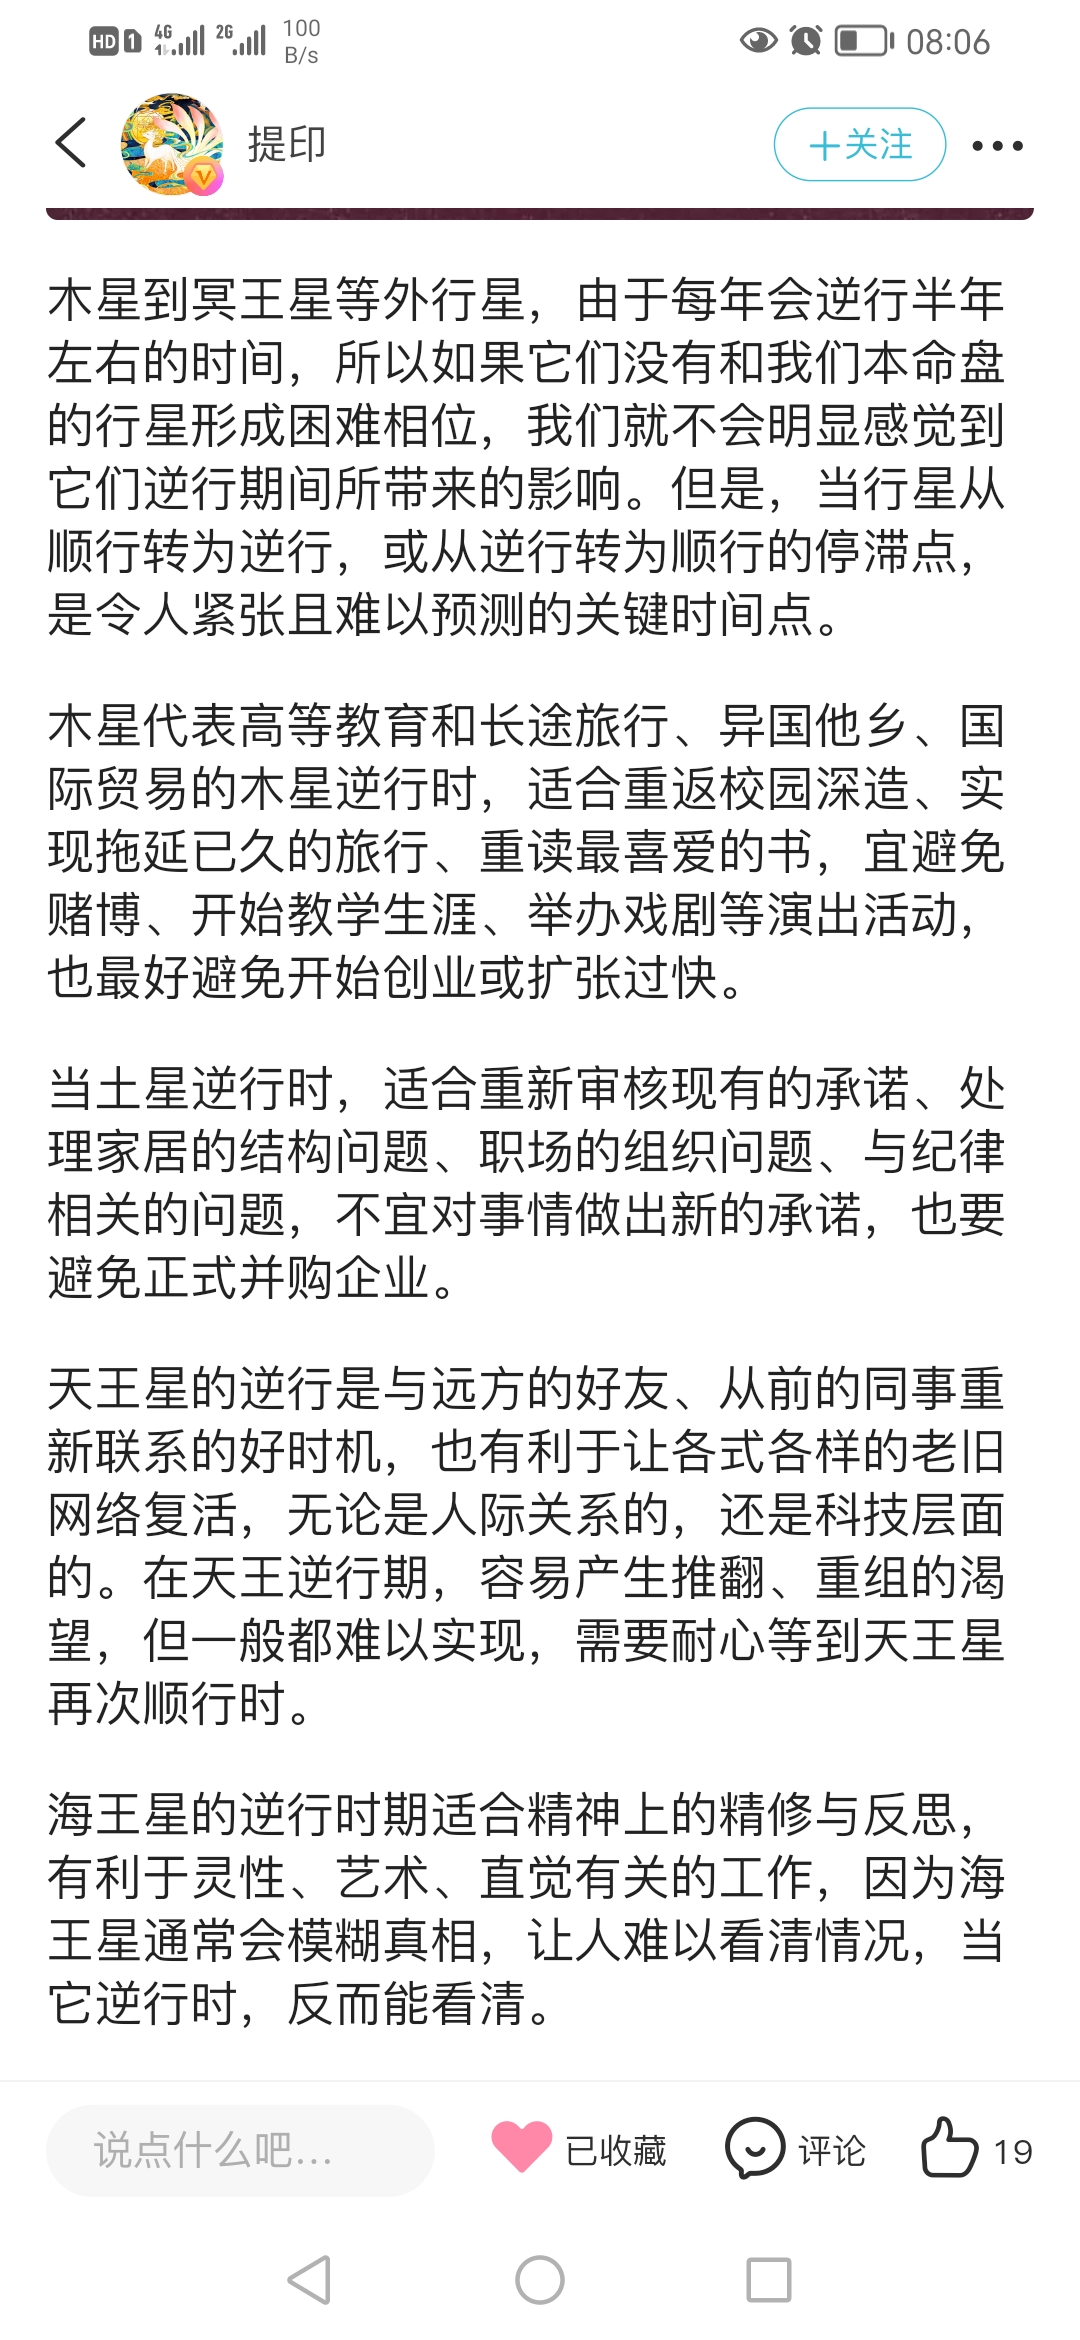 HD 1 4G 2G 100 B/s 08:06
提印 +关注
木星到冥王星等外行星，由于每年会逆行半年
左右的时间，所以如果它们没有和我们本命盘
的行星形成困难相位，我们就不会明显感觉到
它们逆行期间所带来的影响。但是，当行星从
顺行转为逆行，或从逆行转为顺行的停滞点，
是令人紧张且难以预测的关键时间点。
木星代表高等教育和长途旅行、异国他乡、国
际贸易的木星逆行时，适合重返校园深造、实
现拖延已久的旅行、重读最喜爱的书，宜避免
赌博、开始教学生涯、举办戏剧等演出活动，
也最好避免开始创业或扩张过快。
当土星逆行时，适合重新审核现有的承诺、处
理家居的结构问题、职场的组织问题、与纪律
相关的问题，不宜对事情做出新的承诺，也要
避免正式并购企业。
天王星的逆行是与远方的好友、从前的同事重
新联系的好时机，也有利于让各式各样的老旧
网络复活，无论是人际关系的，还是科技层面
的。在天王逆行期，容易产生推翻、重组的渴
望，但一般都难以实现，需要耐心等到天王星
再次顺行时。
海王星的逆行时期适合精神上的精修与反思，
有利于灵性、艺术、直觉有关的工作，因为海
王星通常会模糊真相，让人难以看清情况，当
它逆行时，反而能看清。
说点什么吧... 已收藏 评论 19